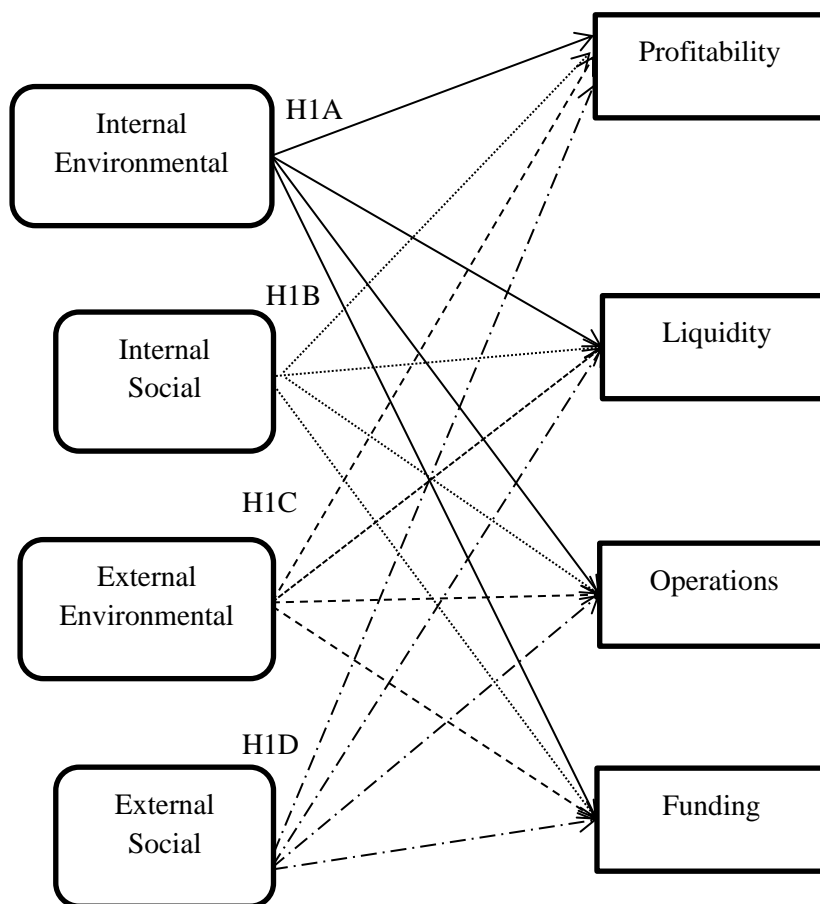 Profitability
H1A
Internal
Environmental
H1B
Liquidity
Internal
Social
H1C
External
Environmental
Operations
H1D
External
Social
Funding